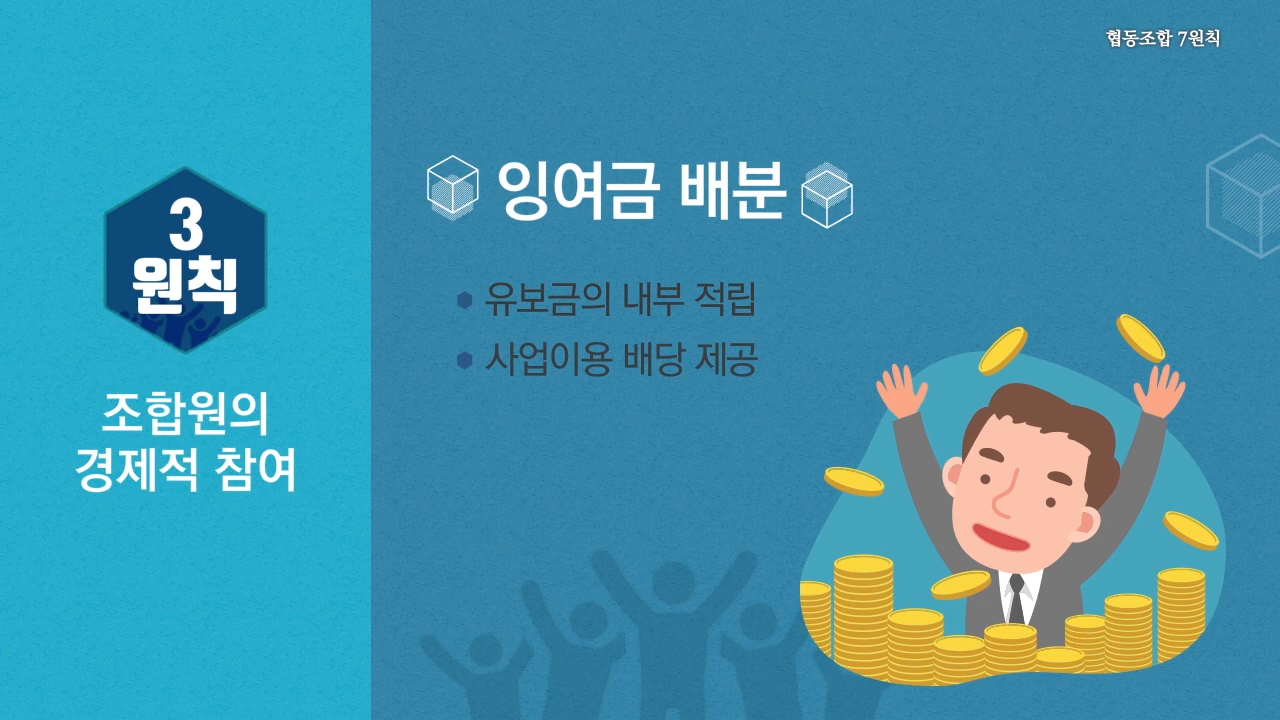 협동조합 7원칙
3
원칙
조합원의
경제적 참여
잉여금 배분
유보금의 내부 적립
사업이용 배당 제공